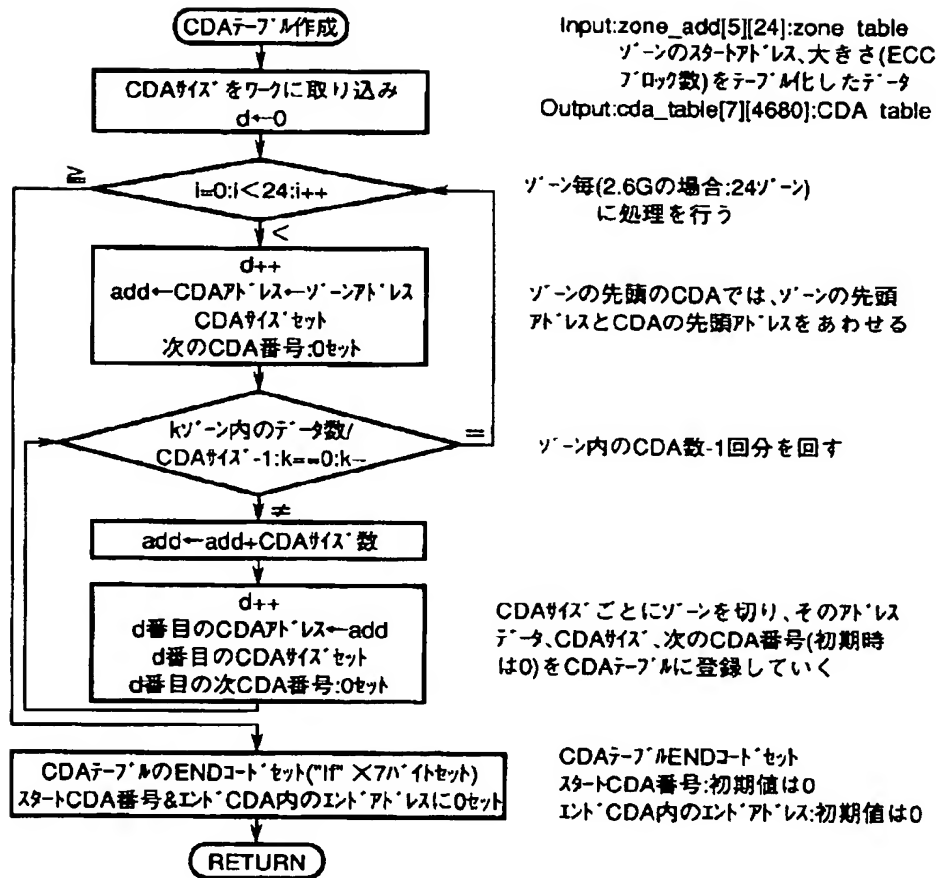 CDAテーブル作成
Input:zone_add[5][24]:zone table
ゾーンのスタートアドレス、大きさ(ECC
ブロック数)をテーブル化したデータ
Output:cda_table[7][4680]:CDA table
CDAサイズをワークに取り込み
d←0
≧
i=0:i<24:i++
ゾーン毎(2.6Gの場合:24ゾーン)
に処理を行う
<
d++
add←CDAアドレス←ゾーンアドレス
CDAサイズセット
次のCDA番号:0セット
ゾーンの先頭のCDAでは、ゾーンの先頭
アドレスとCDAの先頭アドレスをあわせる
kゾーン内のデータ数/
CDAサイズ-1:k==0:k--
=
ゾーン内のCDA数-1回分を回す
≠
add←add+CDAサイズ数
d++
d番目のCDAアドレス←add
d番目のCDAサイズセット
d番目の次CDA番号:0セット
CDAサイズごとにゾーンを切り、そのアドレス
データ、CDAサイズ、次のCDA番号(初期時
は0)をCDAテーブルに登録していく
CDAテーブルのENDコードセット("ff"×7バイトセット)
スタートCDA番号&エンドCDA内のエンドアドレスに0セット
CDAテーブルENDコードセット
スタートCDA番号:初期値は0
エンドCDA内のエンドアドレス:初期値は0
RETURN